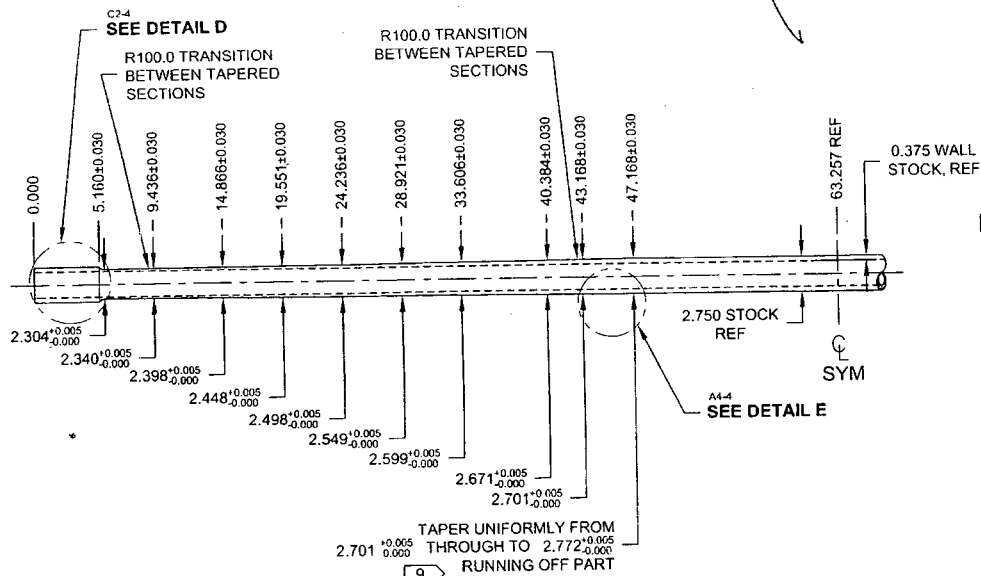 C2-4
SEE DETAIL D
R100.0 TRANSITION
BETWEEN TAPERED
SECTIONS
R100.0 TRANSITION
BETWEEN TAPERED
SECTIONS
0.000
5.160±0.030
9.436±0.030
14.866±0.030
19.551±0.030
24.236±0.030
28.921±0.030
33.606±0.030
40.384±0.030
43.168±0.030
47.168±0.030
63.257 REF
0.375 WALL
STOCK, REF
2.304 +0.005 -0.000
2.340 +0.005 -0.000
2.398 +0.005 -0.000
2.448 +0.005 -0.000
2.498 +0.005 -0.000
2.549 +0.005 -0.000
2.599 +0.005 -0.000
2.671 +0.005 -0.000
2.701 +0.005 -0.000
2.750 STOCK
REF
℄
SYM
A4-4
SEE DETAIL E
TAPER UNIFORMLY FROM
2.701 +0.005 0.000 THROUGH TO 2.772 +0.005 -0.000
9 RUNNING OFF PART